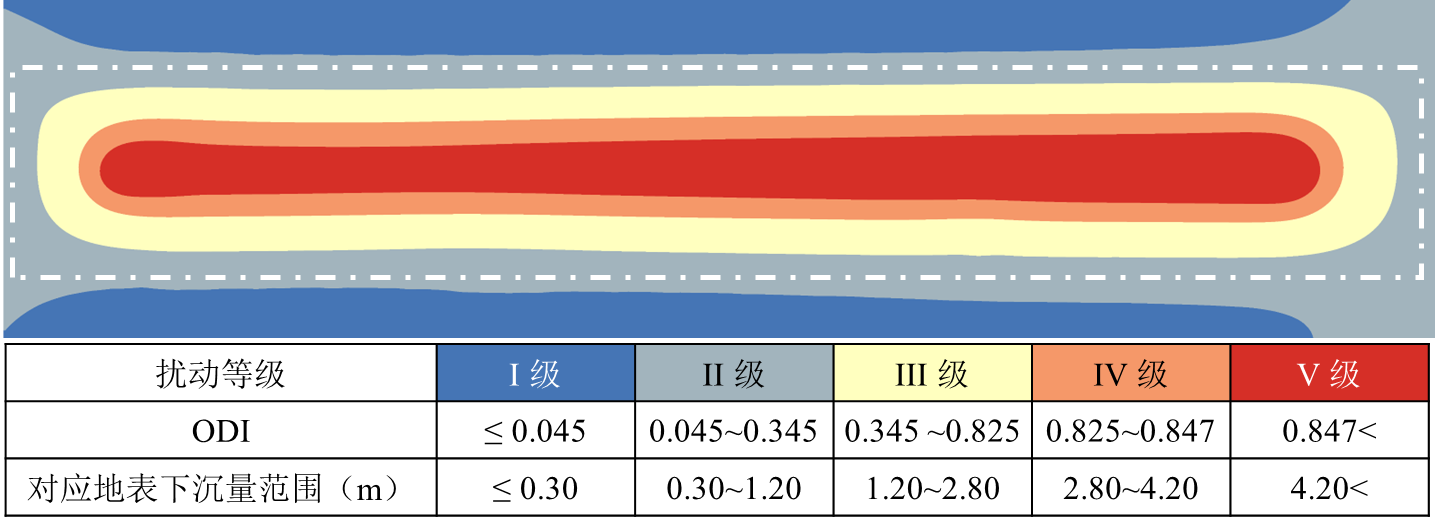 扰动等级 I 级 II 级 III 级 IV 级 V 级
ODI ≤ 0.045 0.045~0.345 0.345 ~0.825 0.825~0.847 0.847<
对应地表下沉量范围（m） ≤ 0.30 0.30~1.20 1.20~2.80 2.80~4.20 4.20<